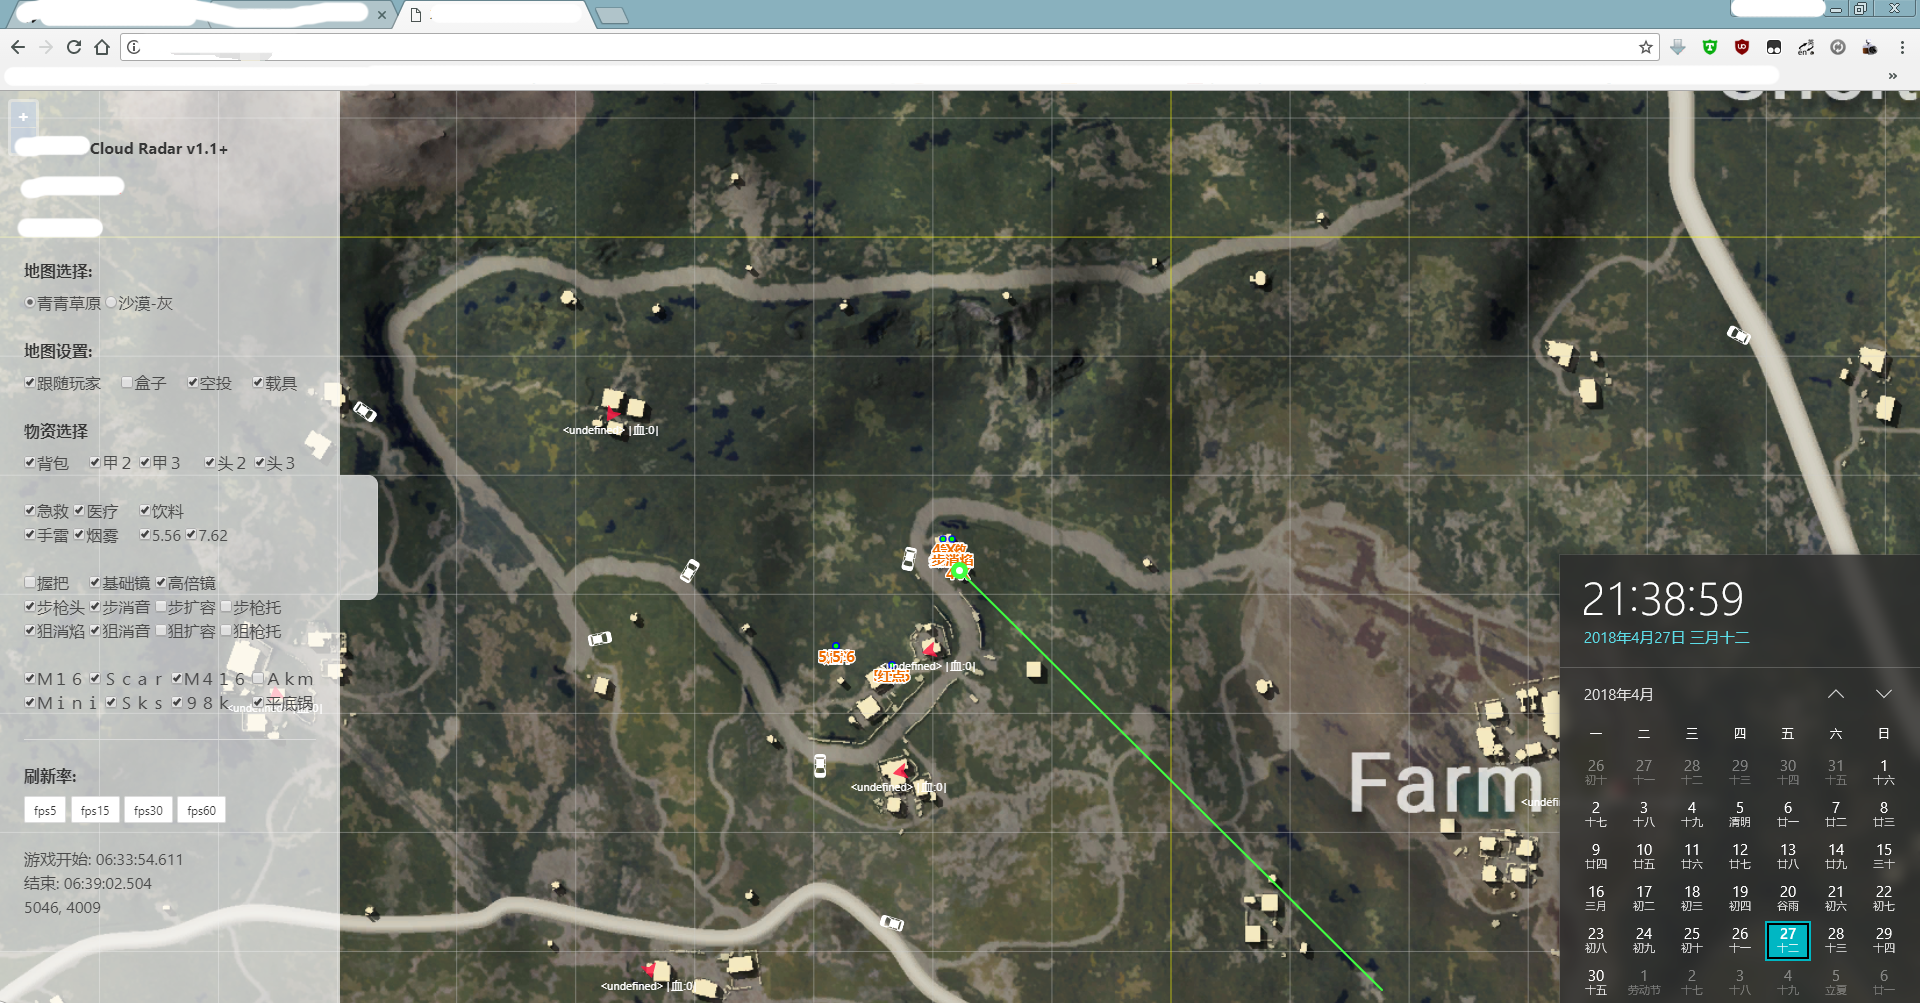 Cloud Radar v1.1+
地图选择:
青青草原 沙漠-灰
地图设置:
跟随玩家 盒子 空投 载具
物资选择
背包 甲2 甲3 头2 头3
急救 医疗 饮料
手雷 烟雾 5.56 7.62
握把 基础镜 高倍镜
步枪头 步消音 步扩容 步枪托
狙消焰 狙消音 狙扩容 狙枪托
M16 Scar M416 Akm
Mini Sks 98k 平底锅
刷新率:
fps5 fps15 fps30 fps60
游戏开始: 06:33:54.611
结束: 06:39:02.504
5046, 4009
<undefined> |血:0|
步消焰
5.56
<undefined> |血:0|
红点
<undefined> |血:0|
<undefined> |血:0|
Farm
21:38:59
2018年4月27日 三月十二
2018年4月
一 二 三 四 五 六 日
26 27 28 29 30 31 1
初十 十一 十二 十三 十四 十五 十六
2 3 4 5 6 7 8
十七 十八 十九 清明 廿一 廿二 廿三
9 10 11 12 13 14 15
廿四 廿五 廿六 廿七 廿八 廿九 三十
16 17 18 19 20 21 22
三月 初二 初三 初四 谷雨 初六 初七
23 24 25 26 27 28 29
初八 初九 初十 十一 十二 十三 十四
30 1 2 3 4 5 6
十五 劳动节 十七 十八 十九 立夏 廿一